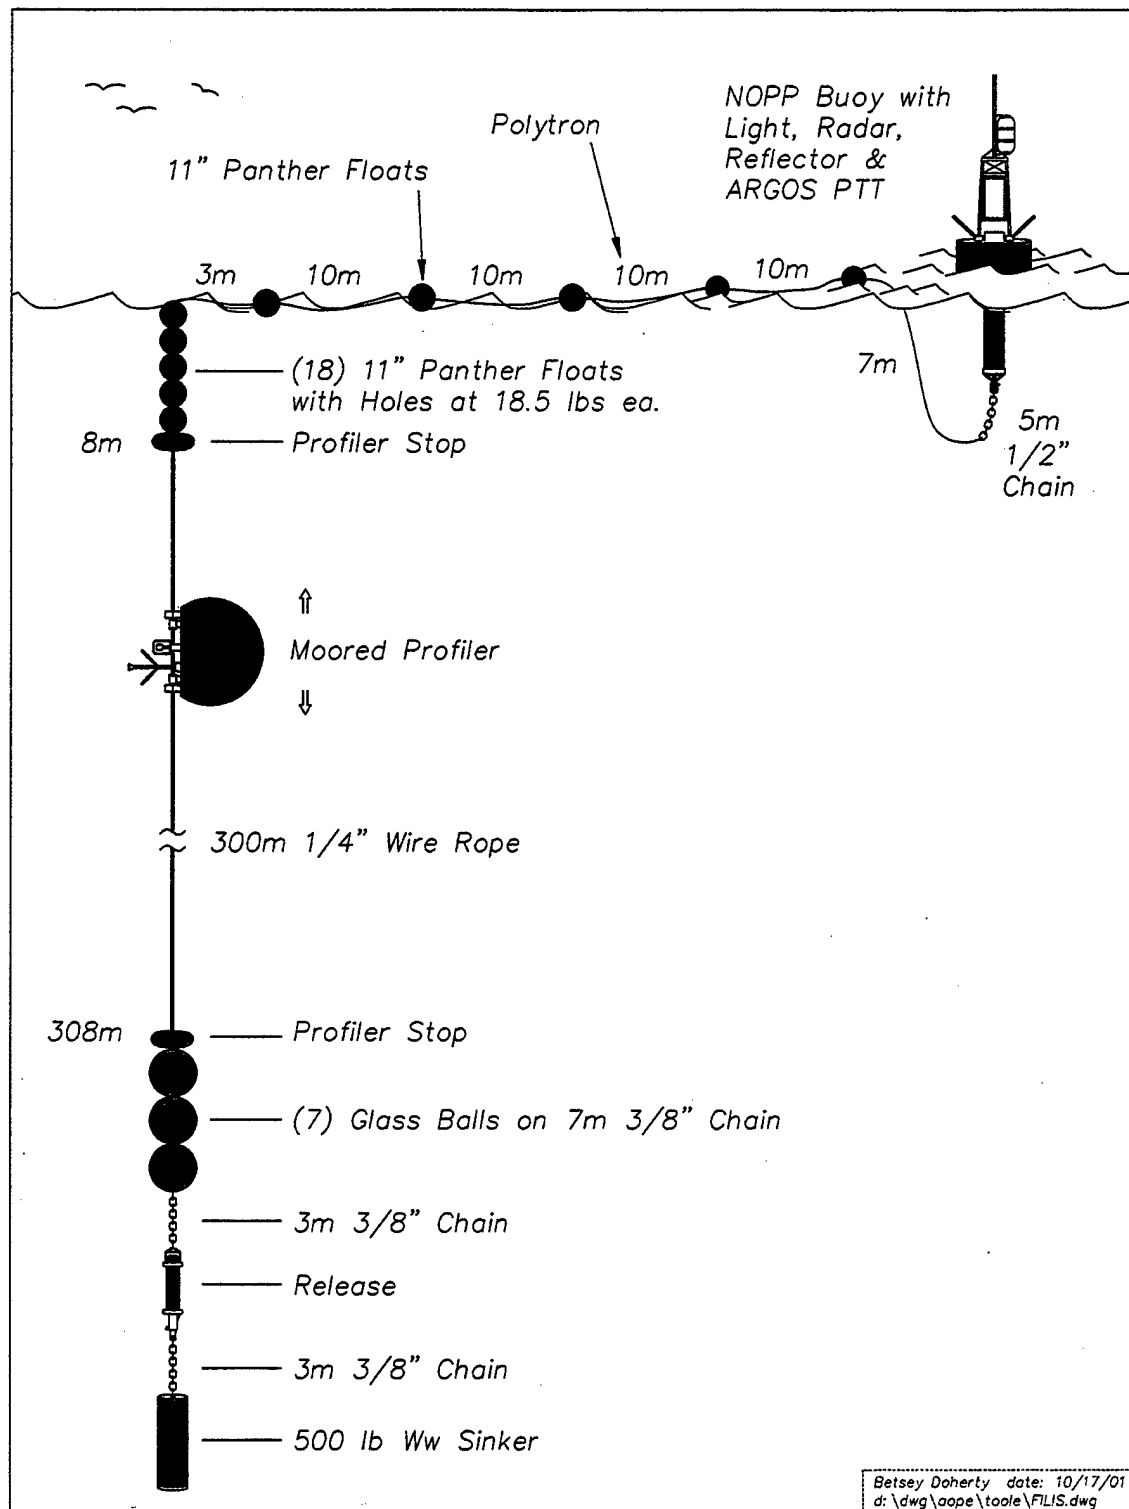 NOPP Buoy with
Light, Radar,
Reflector &
ARGOS PTT
Polytron
11" Panther Floats
3m
10m
10m
10m
10m
7m
(18) 11" Panther Floats
with Holes at 18.5 lbs ea.
8m
Profiler Stop
5m
1/2"
Chain
Moored Profiler
300m 1/4" Wire Rope
308m
Profiler Stop
(7) Glass Balls on 7m 3/8" Chain
3m 3/8" Chain
Release
3m 3/8" Chain
500 lb Ww Sinker
Betsey Doherty date: 10/17/01
d:\dwg\aope\toole\FILIS.dwg